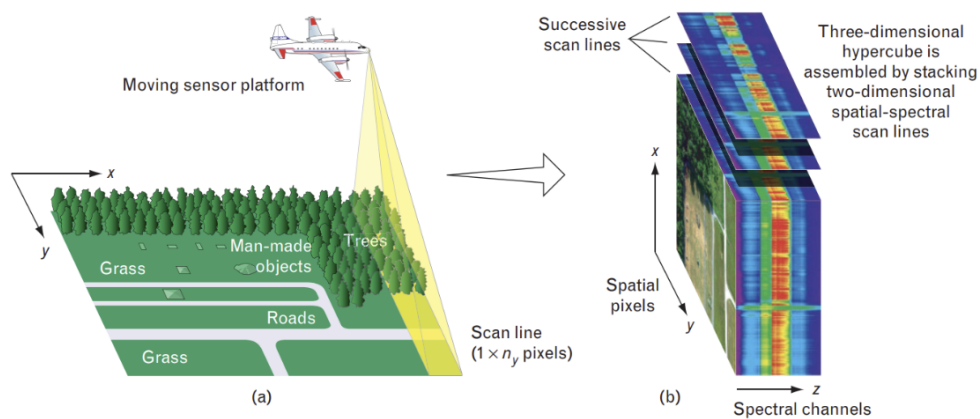 Moving sensor platform
x
y
Trees
Man-made
objects
Grass
Roads
Grass
Scan line
(1 × n_y pixels)
(a)
Successive
scan lines
Three-dimensional
hypercube is
assembled by stacking
two-dimensional
spatial-spectral
scan lines
x
Spatial
pixels
y
(b)
z
Spectral channels